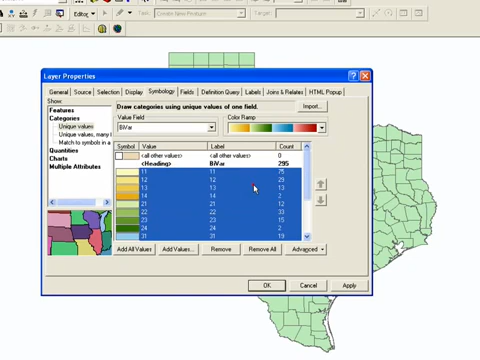 Create New Feature
Target:
Editor
Layer Properties
General Source Selection Display Symbology Fields Definition Query Labels Joins & Relates HTML Popup
Show:
Features
Categories
Unique values
Unique values, many
Match to symbols in a
Quantities
Charts
Multiple Attributes
Draw categories using unique values of one field.
Import...
Value Field
Color Ramp
BiVar
Symbol Value Label Count
<all other values> <all other values> 0
<Heading> BiVar 295
11 11 75
12 12 29
13 13 13
14 14 2
21 21 12
22 22 33
23 23 15
24 24 2
31 31 19
Add All Values Add Values... Remove Remove All Advanced
OK Cancel Apply